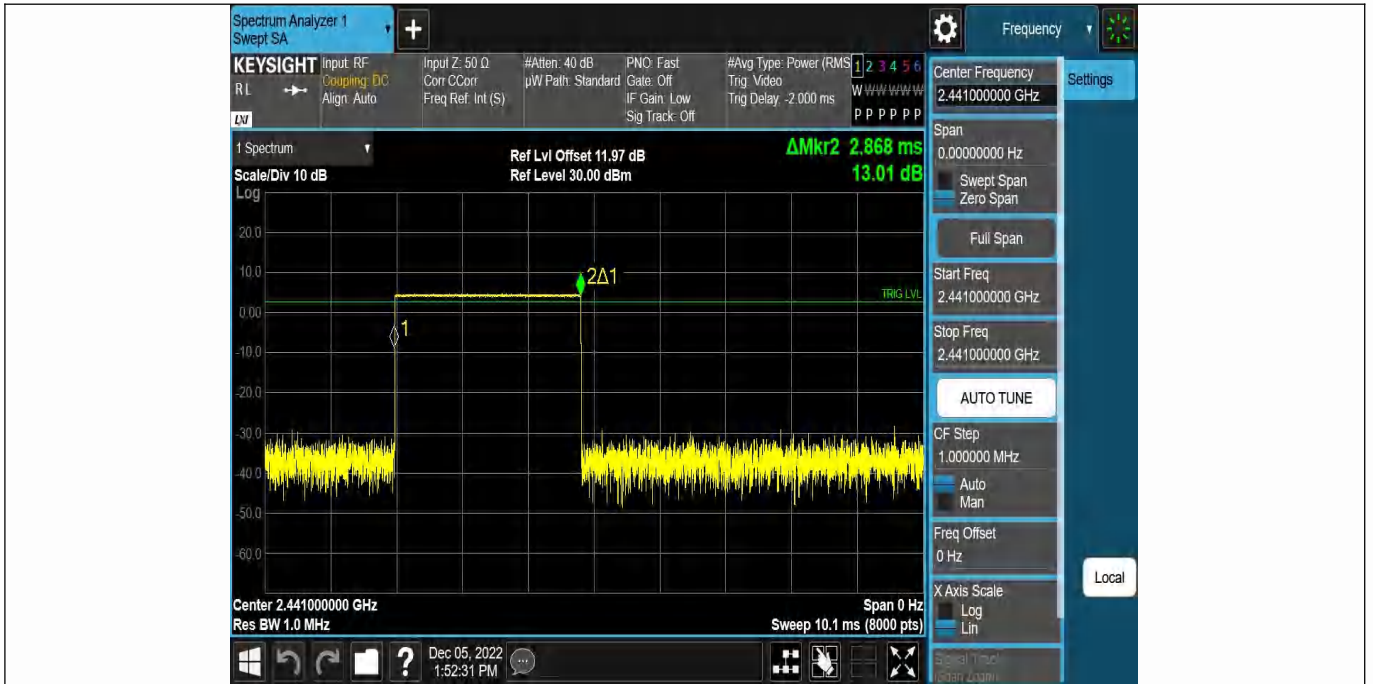 Spectrum Analyzer 1
Swept SA
+
Frequency
KEYSIGHT
R L
LXI
Input: RF
Coupling: DC
Align: Auto
Input Z: 50 Ω
Corr CCorr
Freq Ref: Int (S)
#Atten: 40 dB
µW Path: Standard
PNO: Fast
Gate: Off
IF Gain: Low
Sig Track: Off
#Avg Type: Power (RMS
Trig: Video
Trig Delay: -2.000 ms
1 2 3 4 5 6
W W W W W W
P P P P P P
1 Spectrum
Scale/Div 10 dB
Log
Ref Lvl Offset 11.97 dB
Ref Level 30.00 dBm
ΔMkr2 2.868 ms
13.01 dB
20.0
10.0
0.00
-10.0
-20.0
-30.0
-40.0
-50.0
-60.0
2Δ1
1
TRIG LVL
Center 2.441000000 GHz
Res BW 1.0 MHz
Span 0 Hz
Sweep 10.1 ms (8000 pts)
Dec 05, 2022
1:52:31 PM
Center Frequency
2.441000000 GHz
Settings
Span
0.00000000 Hz
Swept Span
Zero Span
Full Span
Start Freq
2.441000000 GHz
Stop Freq
2.441000000 GHz
AUTO TUNE
CF Step
1.000000 MHz
Auto
Man
Freq Offset
0 Hz
X Axis Scale
Log
Lin
Signal Track
(Span Zoom)
Local